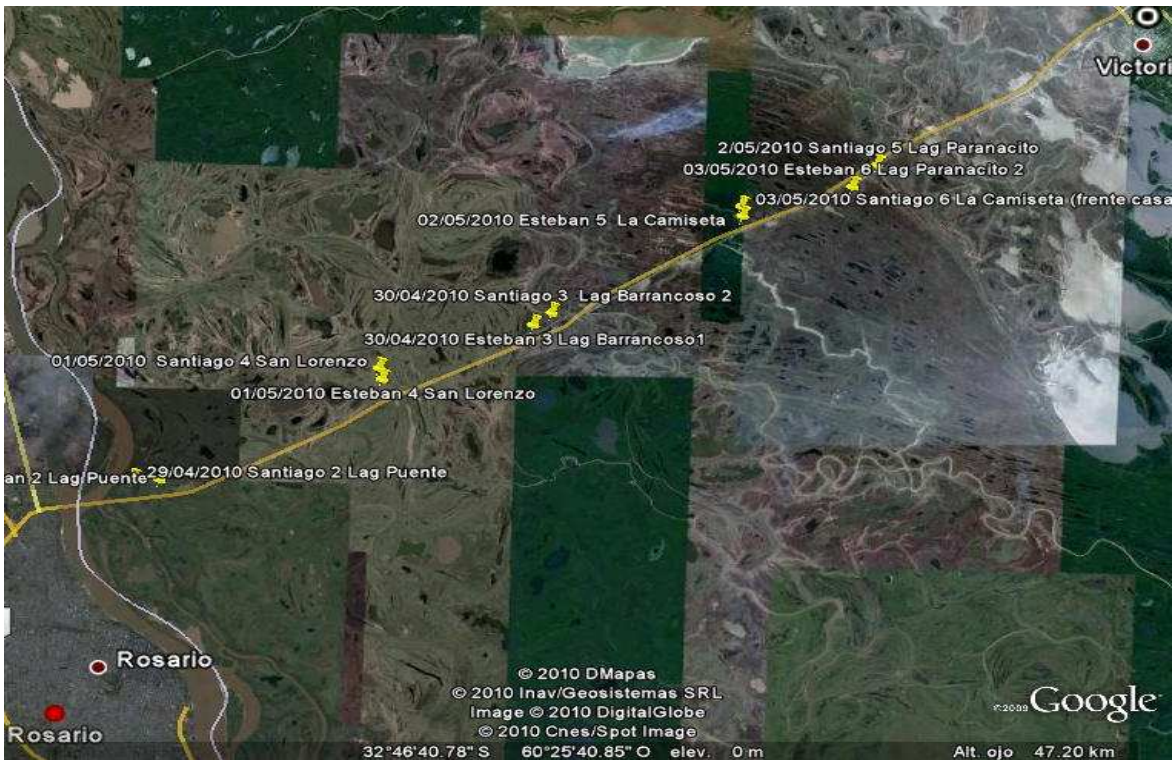 Victori
2/05/2010 Santiago 5 Lag Paranacito
03/05/2010 Esteban 6 Lag Paranacito 2
03/05/2010 Santiago 6 La Camiseta (frente casa
02/05/2010 Esteban 5 La Camiseta
30/04/2010 Santiago 3 Lag Barrancoso 2
30/04/2010 Esteban 3 Lag Barrancoso1
01/05/2010 Santiago 4 San Lorenzo
01/05/2010 Esteban 4 San Lorenzo
an 2 Lag Puente
29/04/2010 Santiago 2 Lag Puente
Rosario
Rosario
© 2010 DMapas
© 2010 Inav/Geosistemas SRL
Image © 2010 DigitalGlobe
© 2010 Cnes/Spot Image
©2009 Google
32°46'40.78" S 60°25'40.85" O elev. 0 m Alt. ojo 47.20 km